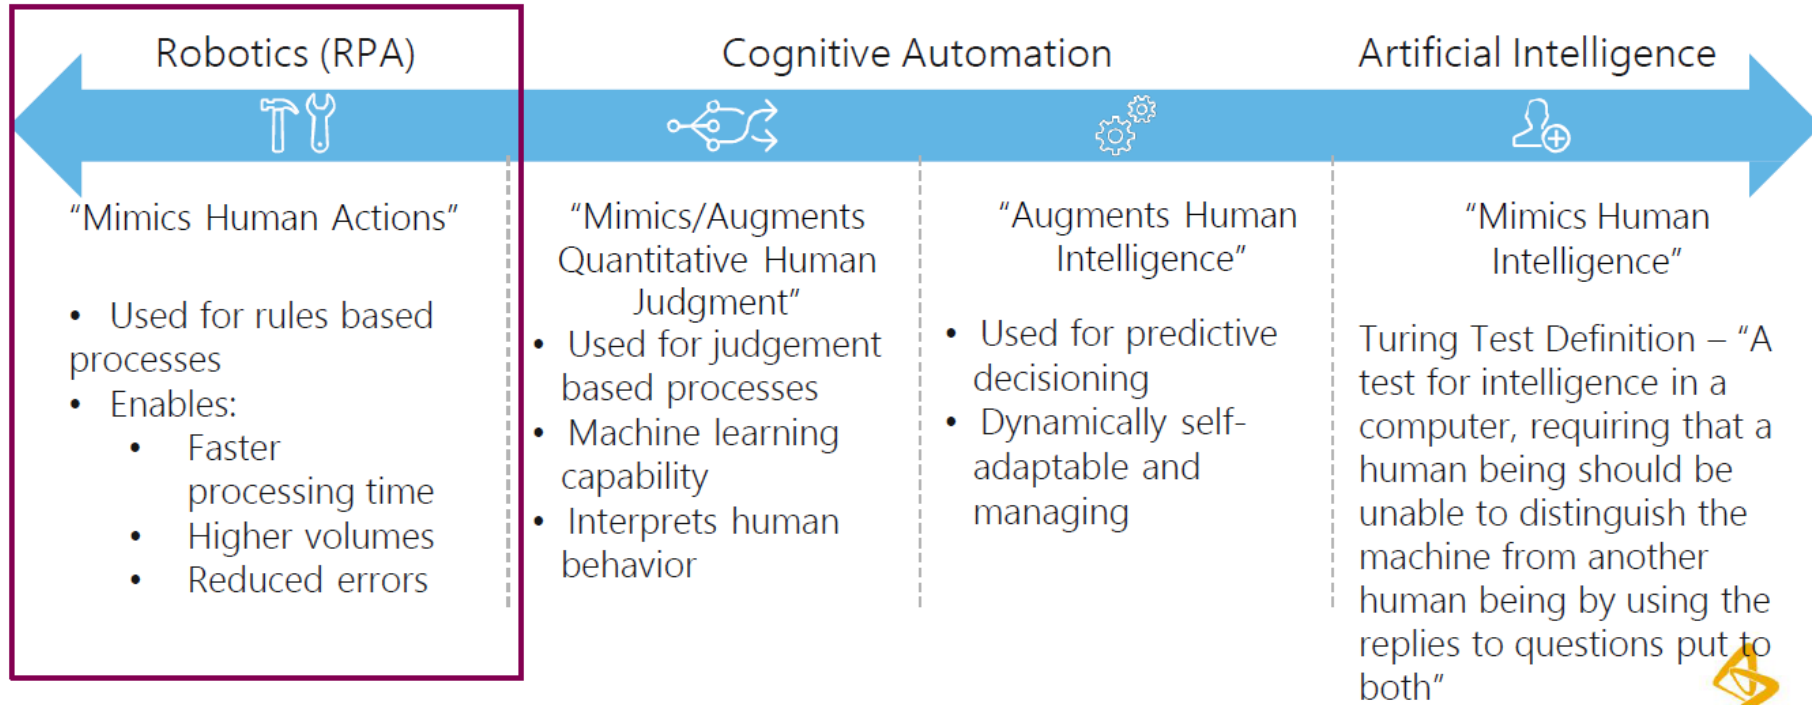 Robotics (RPA)
Cognitive Automation
Artificial Intelligence
“Mimics Human Actions”
• Used for rules based
processes
• Enables:
• Faster
processing time
• Higher volumes
• Reduced errors
“Mimics/Augments
Quantitative Human
Judgment”
• Used for judgement
based processes
• Machine learning
capability
• Interprets human
behavior
“Augments Human
Intelligence”
• Used for predictive
decisioning
• Dynamically self-
adaptable and
managing
“Mimics Human
Intelligence”
Turing Test Definition – “A
test for intelligence in a
computer, requiring that a
human being should be
unable to distinguish the
machine from another
human being by using the
replies to questions put to
both”